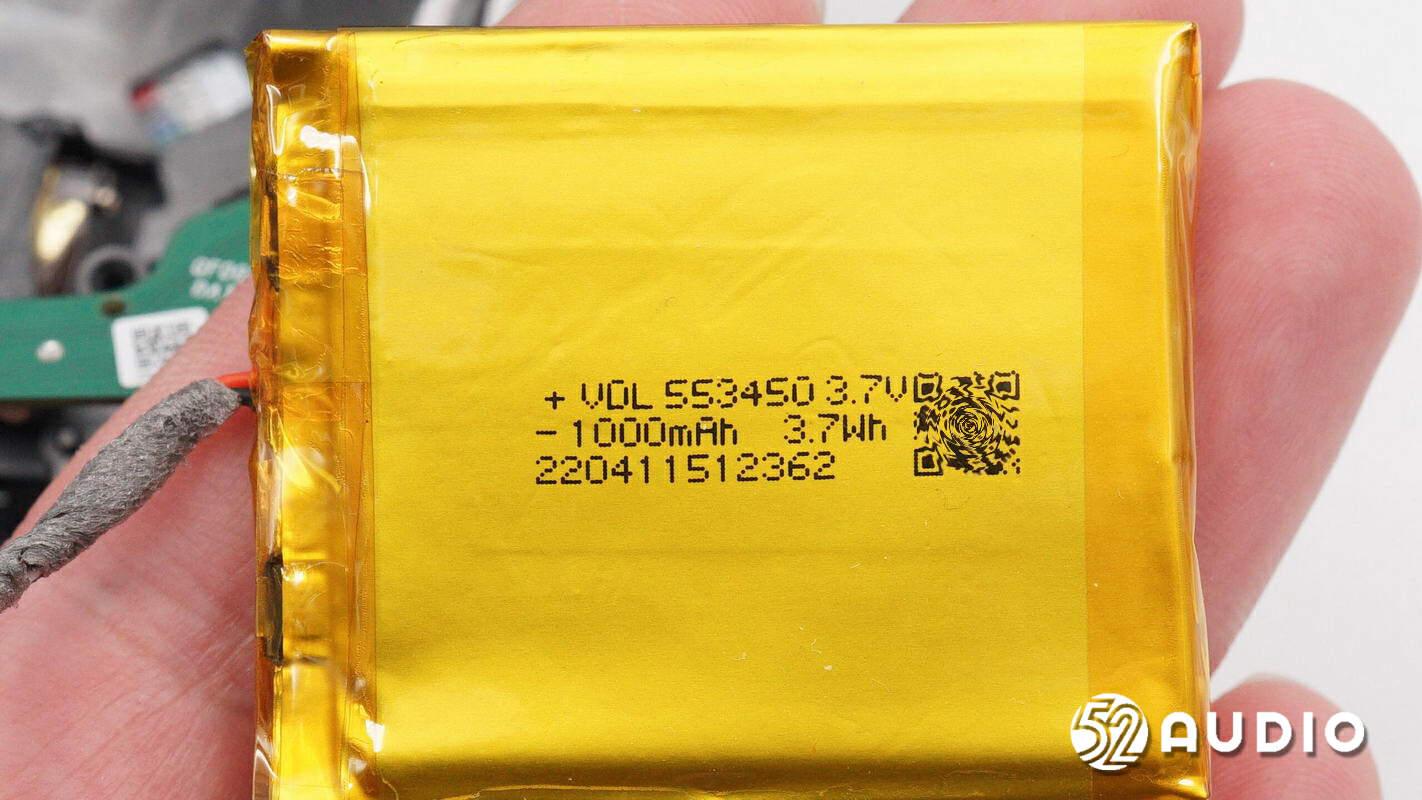 + VDL 553450 3.7V
-1000mAh 3.7Wh
220411512362
52 AUDIO